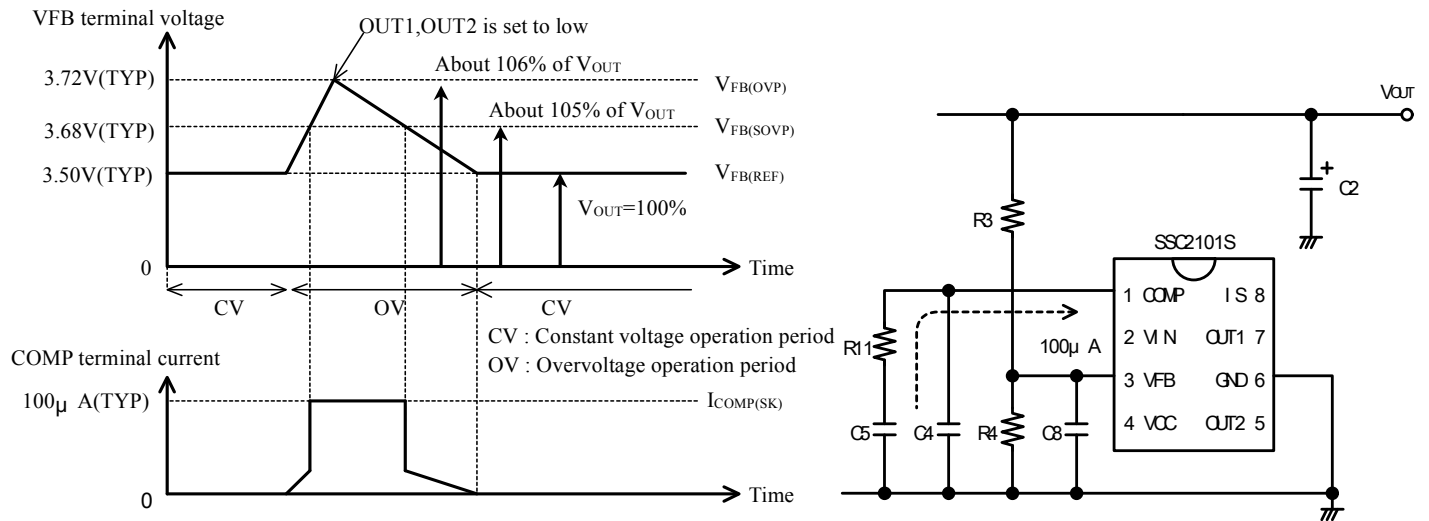 VFB terminal voltage
OUT1,OUT2 is set to low
3.72V(TYP)
About 106% of VOUT
VFB(OVP)
About 105% of VOUT
3.68V(TYP)
VFB(SOVP)
3.50V(TYP)
VFB(REF)
VOUT=100%
0
Time
CV
OV
CV
CV : Constant voltage operation period
OV : Overvoltage operation period
COMP terminal current
100μ A(TYP)
ICOMP(SK)
0
Time
VOUT
C2
R3
SSC2101S
1 COMP IS 8
2 VIN OUT1 7
3 VFB GND 6
4 VCC OUT2 5
R11
100μ A
C5
C4
R4
C8